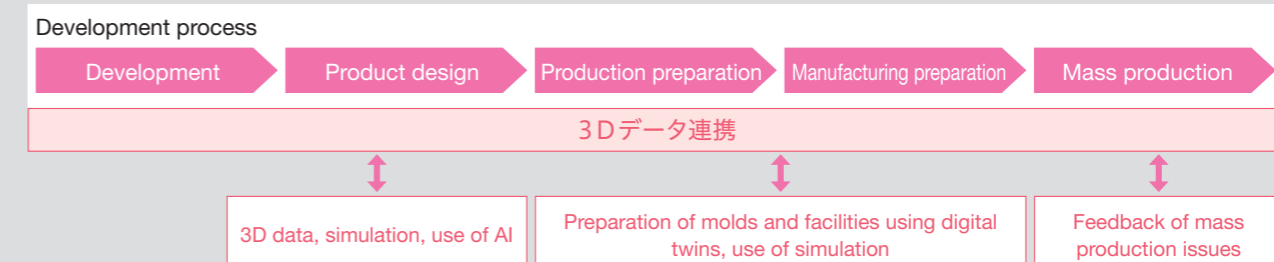 Development process
Development
Product design
Production preparation
Manufacturing preparation
Mass production
3Dデータ連携
3D data, simulation, use of AI
Preparation of molds and facilities using digital
twins, use of simulation
Feedback of mass
production issues